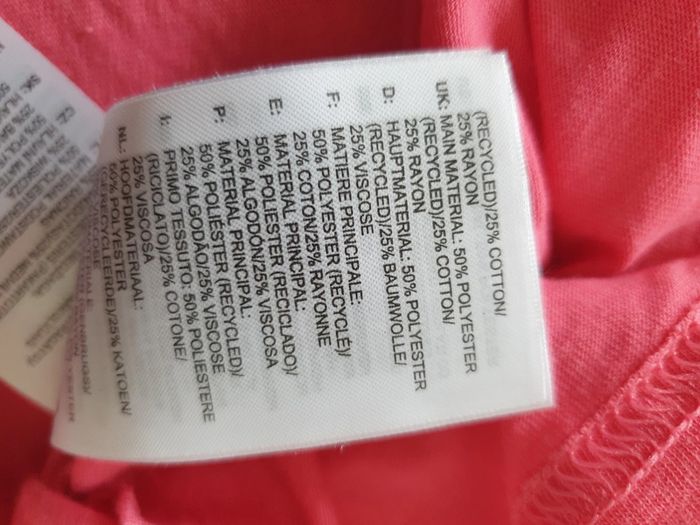 (RECYCLED)/25% COTTON/
25% RAYON
UK: MAIN MATERIAL: 50% POLYESTER
(RECYCLED)/25% COTTON/
25% RAYON
D: HAUPTMATERIAL: 50% POLYESTER
(RECYCLED)/25% BAUMWOLLE/
25% VISCOSE
F: MATIERE PRINCIPALE:
50% POLYESTER (RECYCLÉ)/
25% COTON/25% RAYONNE
E: MATERIAL PRINCIPAL:
50% POLIESTER (RECICLADO)/
25% ALGODÓN/25% VISCOSA
P: MATERIAL PRINCIPAL:
50% POLIÉSTER (RECYCLED)/
25% ALGODÃO/25% VISCOSE
I: PRIMO TESSUTO: 50% POLIESTERE
(RICICLATO)/25% COTONE/
25% VISCOSA
NL: HOOFDMATERIAAL:
50% POLYESTER
(GERECYCLEERDE)/25% KATOEN/